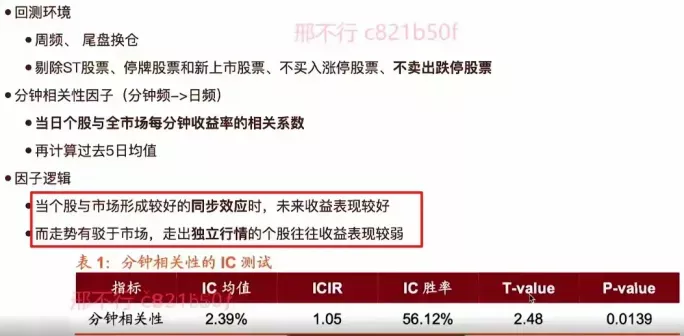 邢不行 c821b50f
• 回测环境
• 周频、尾盘换仓
• 剔除ST股票、停牌股票和新上市股票、不买入涨停股票、不卖出跌停股票
• 分钟相关性因子（分钟频->日频）
• 当日个股与全市场每分钟收益率的相关系数
• 再计算过去5日均值
• 因子逻辑
• 当个股与市场形成较好的同步效应时，未来收益表现较好
• 而走势有驳于市场，走出独立行情的个股往往收益表现较弱
表 1：分钟相关性的 IC 测试
邢不行 c821b50f
指标 IC 均值 ICIR IC 胜率 T-value P-value
分钟相关性 2.39% 1.05 56.12% 2.48 0.0139